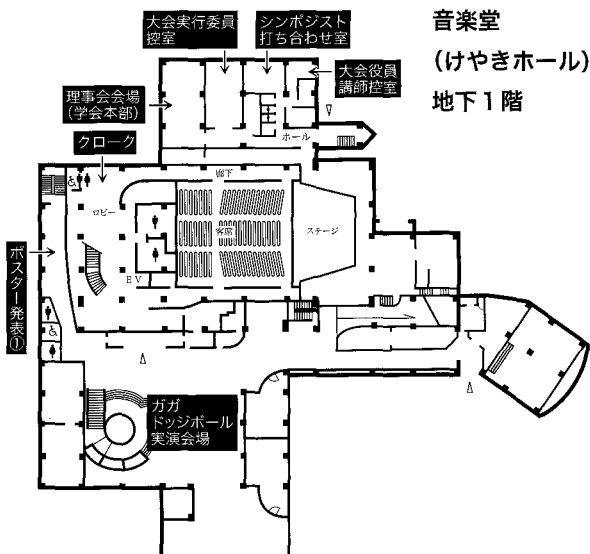 音楽堂
(けやきホール)
地下1階
大会実行委員
控室
シンポジスト
打ち合わせ室
大会役員
講師控室
理事会会場
(学会本部)
クローク
ホール
廊下
ロビー
客席
ステージ
EV
ポスター発表①
ガガ
ドッジボール
実演会場